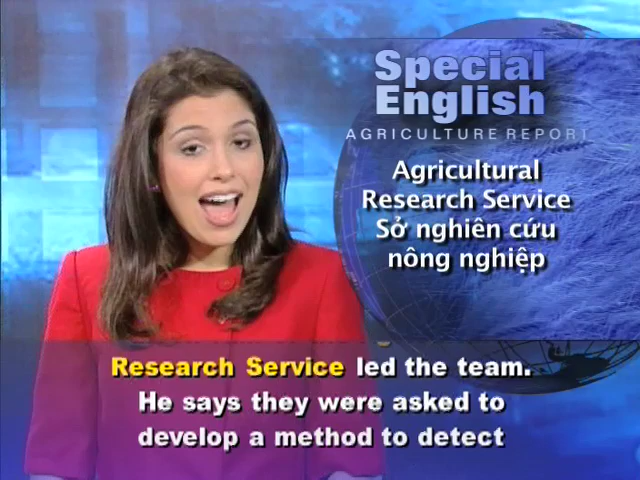 Special
English
AGRICULTURE REPORT
Agricultural
Research Service
Sở nghiên cứu
nông nghiệp
Research Service led the team.
He says they were asked to
develop a method to detect